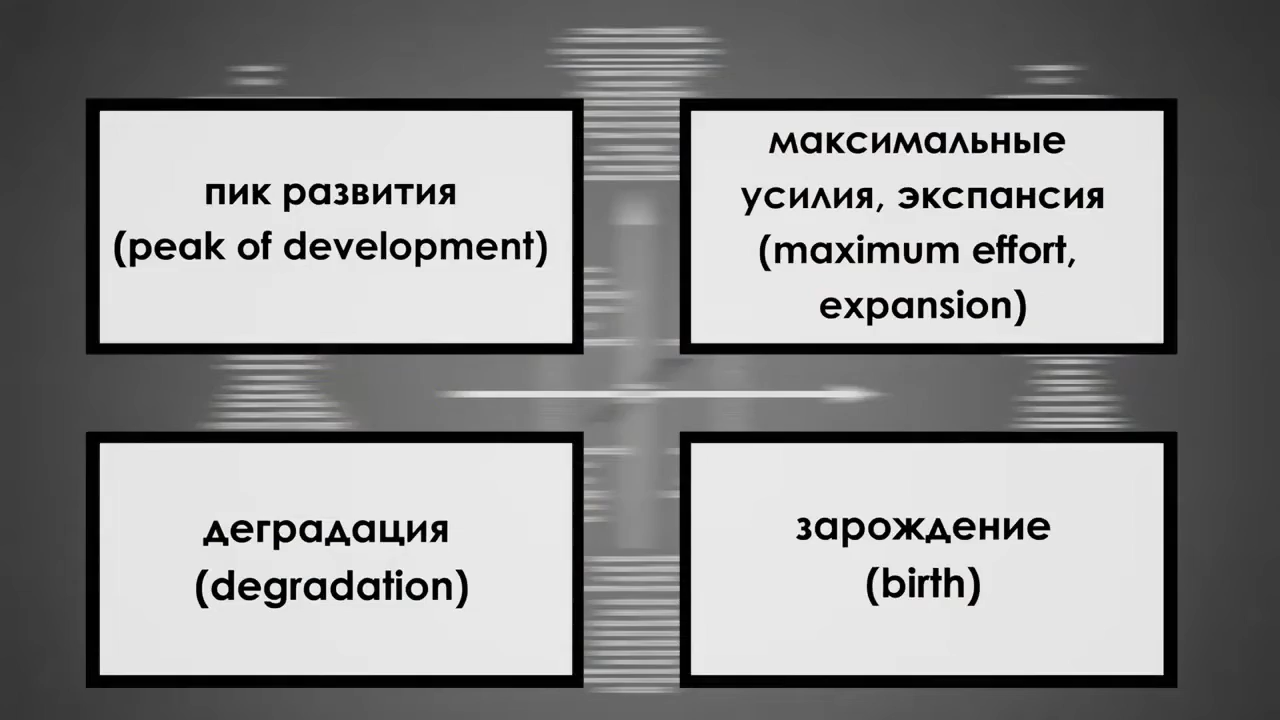 пик развития
(peak of development)
максимальные
усилия, экспансия
(maximum effort,
expansion)
деградация
(degradation)
зарождение
(birth)